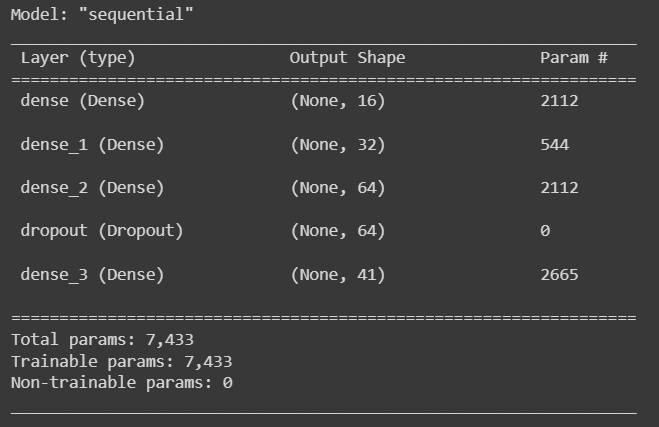 Model: "sequential"
Layer (type) Output Shape Param #
dense (Dense) (None, 16) 2112
dense_1 (Dense) (None, 32) 544
dense_2 (Dense) (None, 64) 2112
dropout (Dropout) (None, 64) 0
dense_3 (Dense) (None, 41) 2665
Total params: 7,433
Trainable params: 7,433
Non-trainable params: 0